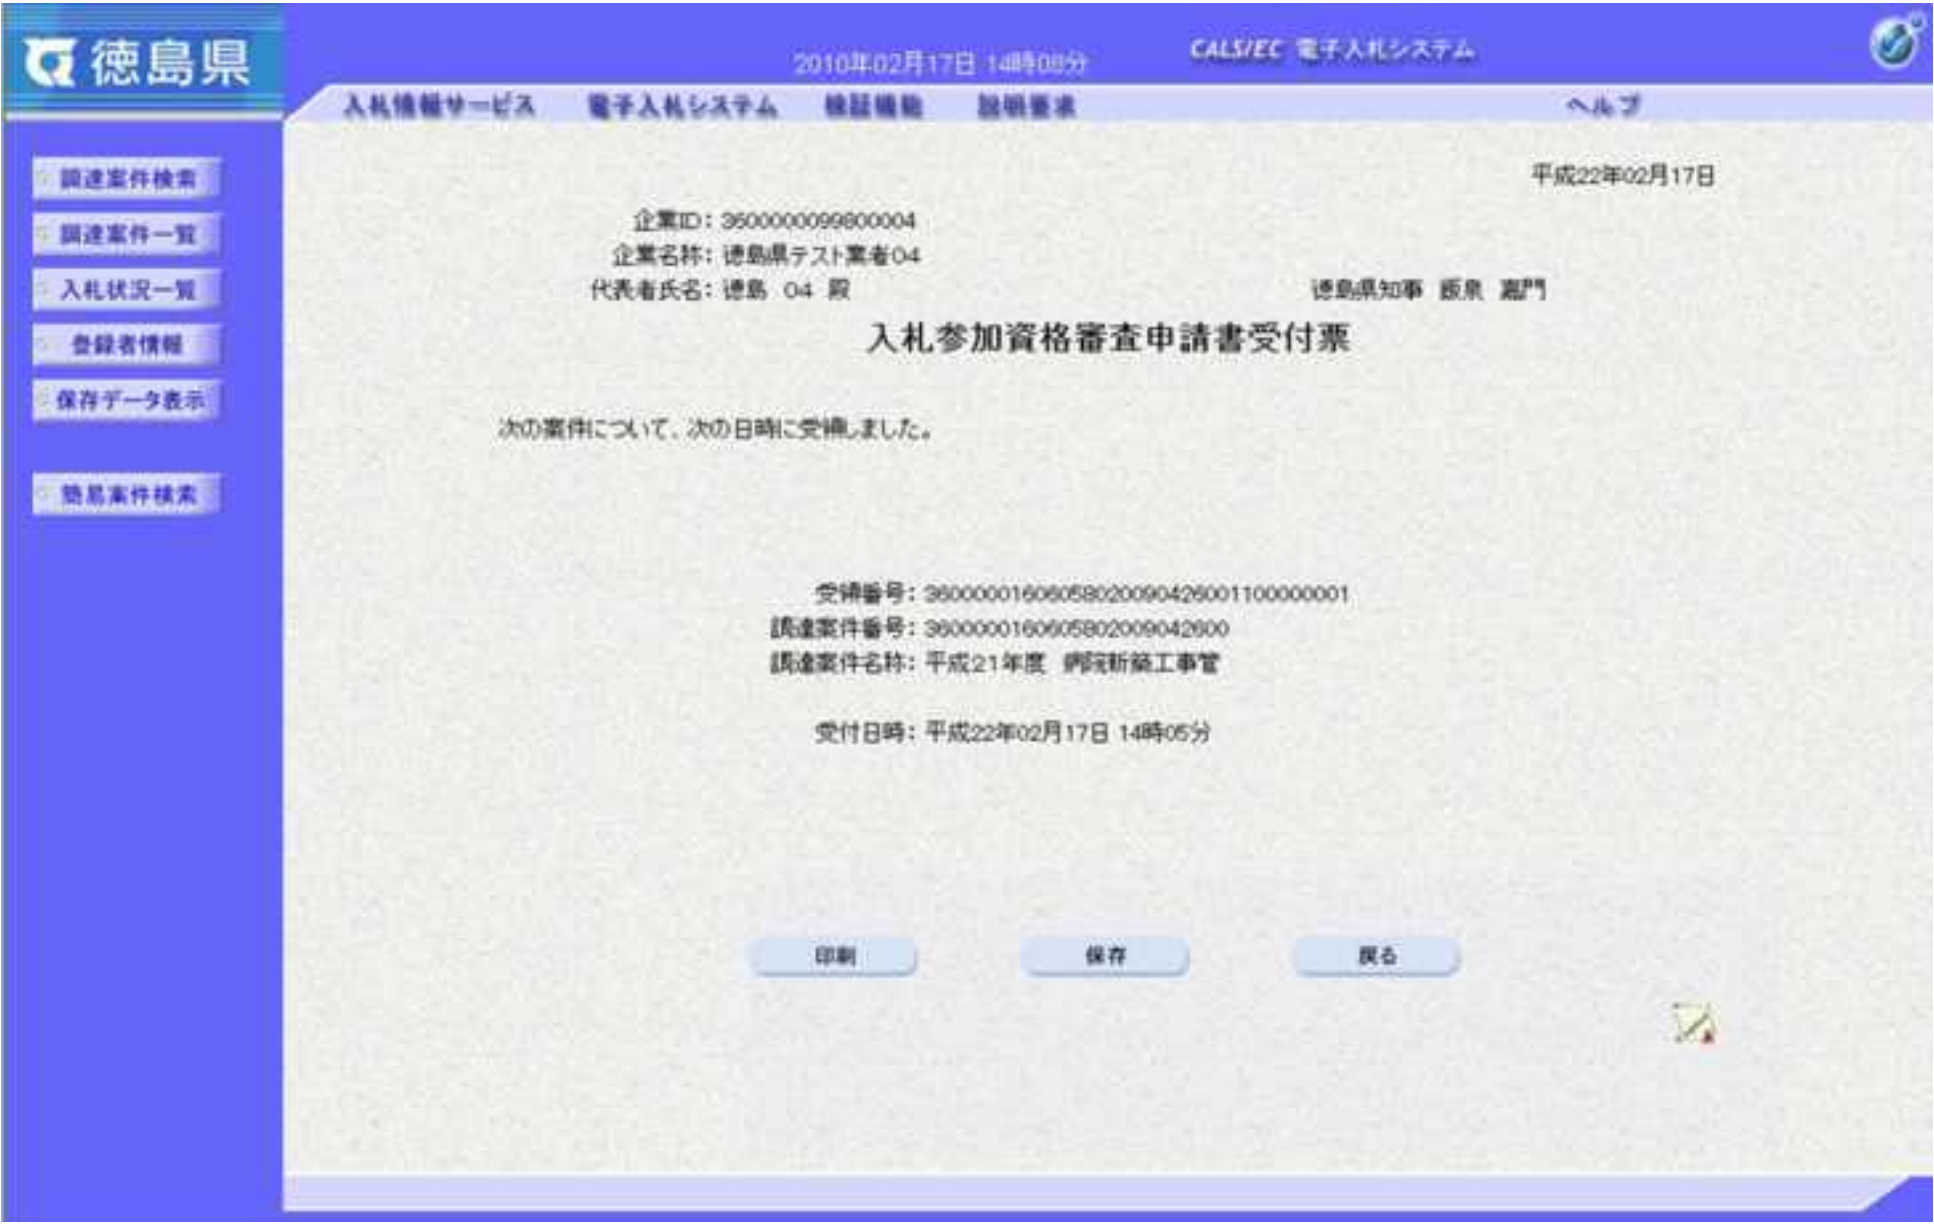 徳島県
2010年02月17日 14時08分
CALS/EC 電子入札システム
入札情報サービス 電子入札システム 検証機能 説明要求 ヘルプ
調達案件検索
調達案件一覧
入札状況一覧
登録者情報
保存データ表示
簡易案件検索
平成22年02月17日
企業ID：3600000099800004
企業名称：徳島県テスト業者04
代表者氏名：徳島 04 殿
徳島県知事 飯泉 嘉門
入札参加資格審査申請書受付票
次の案件について、次の日時に受領しました。
受領番号：36000001606058020090426001100000001
調達案件番号：3600000160605802009042600
調達案件名称：平成21年度 病院新築工事管
受付日時：平成22年02月17日 14時05分
印刷
保存
戻る